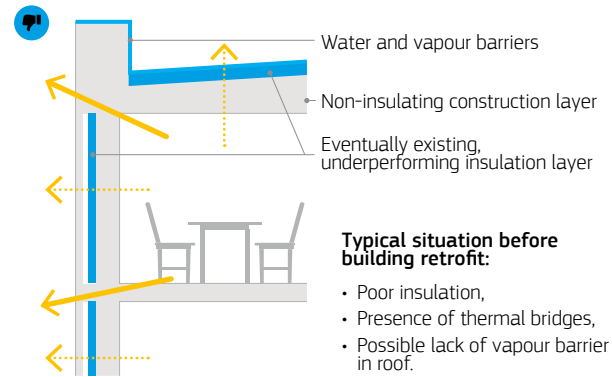 Water and vapour barriers
Non-insulating construction layer
Eventually existing,
underperforming insulation layer
Typical situation before
building retrofit:
• Poor insulation,
• Presence of thermal bridges,
• Possible lack of vapour barrier
in roof.